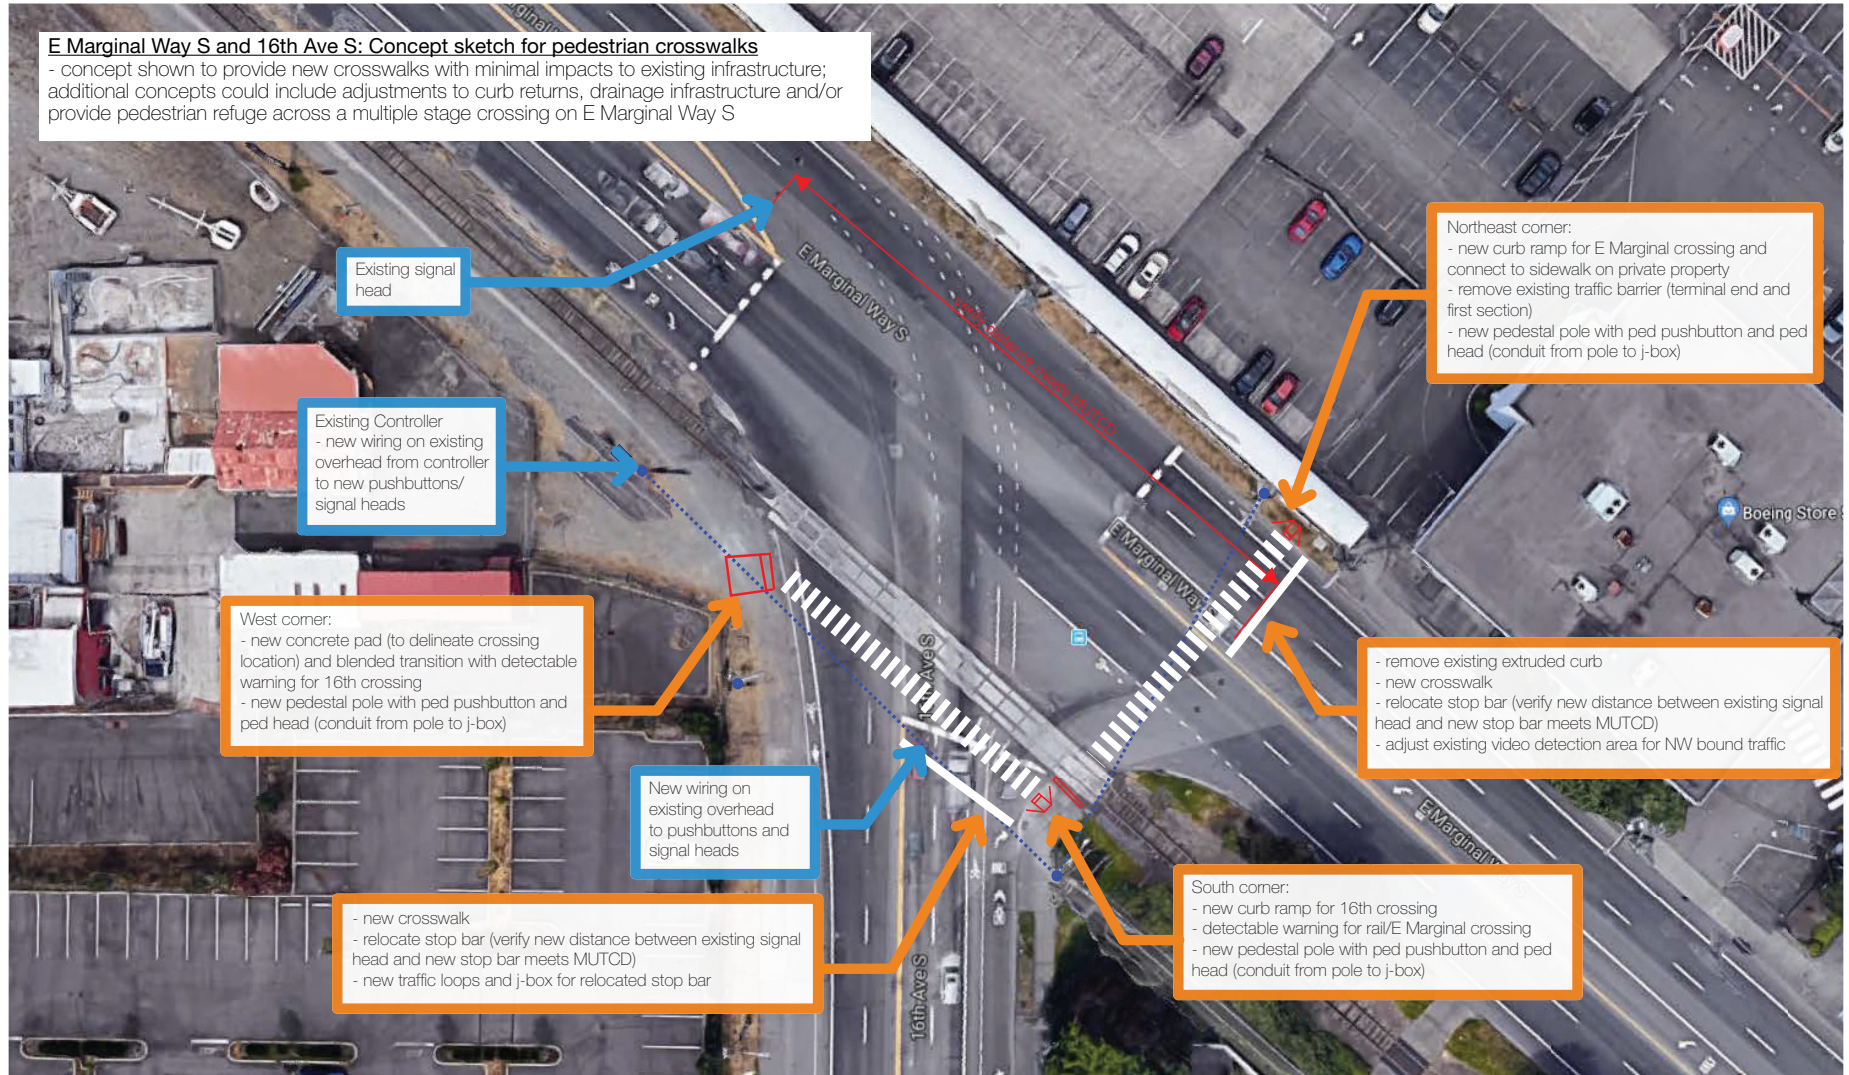 E Marginal Way S and 16th Ave S: Concept sketch for pedestrian crosswalks
- concept shown to provide new crosswalks with minimal impacts to existing infrastructure;
additional concepts could include adjustments to curb returns, drainage infrastructure and/or
provide pedestrian refuge across a multiple stage crossing on E Marginal Way S
Existing signal
head
E Marginal Way S
verify distance meets MUTCD
Northeast corner:
- new curb ramp for E Marginal crossing and
connect to sidewalk on private property
- remove existing traffic barrier (terminal end and
first section)
- new pedestal pole with ped pushbutton and ped
head (conduit from pole to j-box)
Existing Controller
- new wiring on existing
overhead from controller
to new pushbuttons/
signal heads
Boeing Store
E Marginal Way
West corner:
- new concrete pad (to delineate crossing
location) and blended transition with detectable
warning for 16th crossing
- new pedestal pole with ped pushbutton and
ped head (conduit from pole to j-box)
16th Ave S
- remove existing extruded curb
- new crosswalk
- relocate stop bar (verify new distance between existing signal
head and new stop bar meets MUTCD)
- adjust existing video detection area for NW bound traffic
New wiring on
existing overhead
to pushbuttons and
signal heads
E Marginal Way S
South corner:
- new curb ramp for 16th crossing
- detectable warning for rail/E Marginal crossing
- new pedestal pole with ped pushbutton and ped
head (conduit from pole to j-box)
- new crosswalk
- relocate stop bar (verify new distance between existing signal
head and new stop bar meets MUTCD)
- new traffic loops and j-box for relocated stop bar
16th Ave S